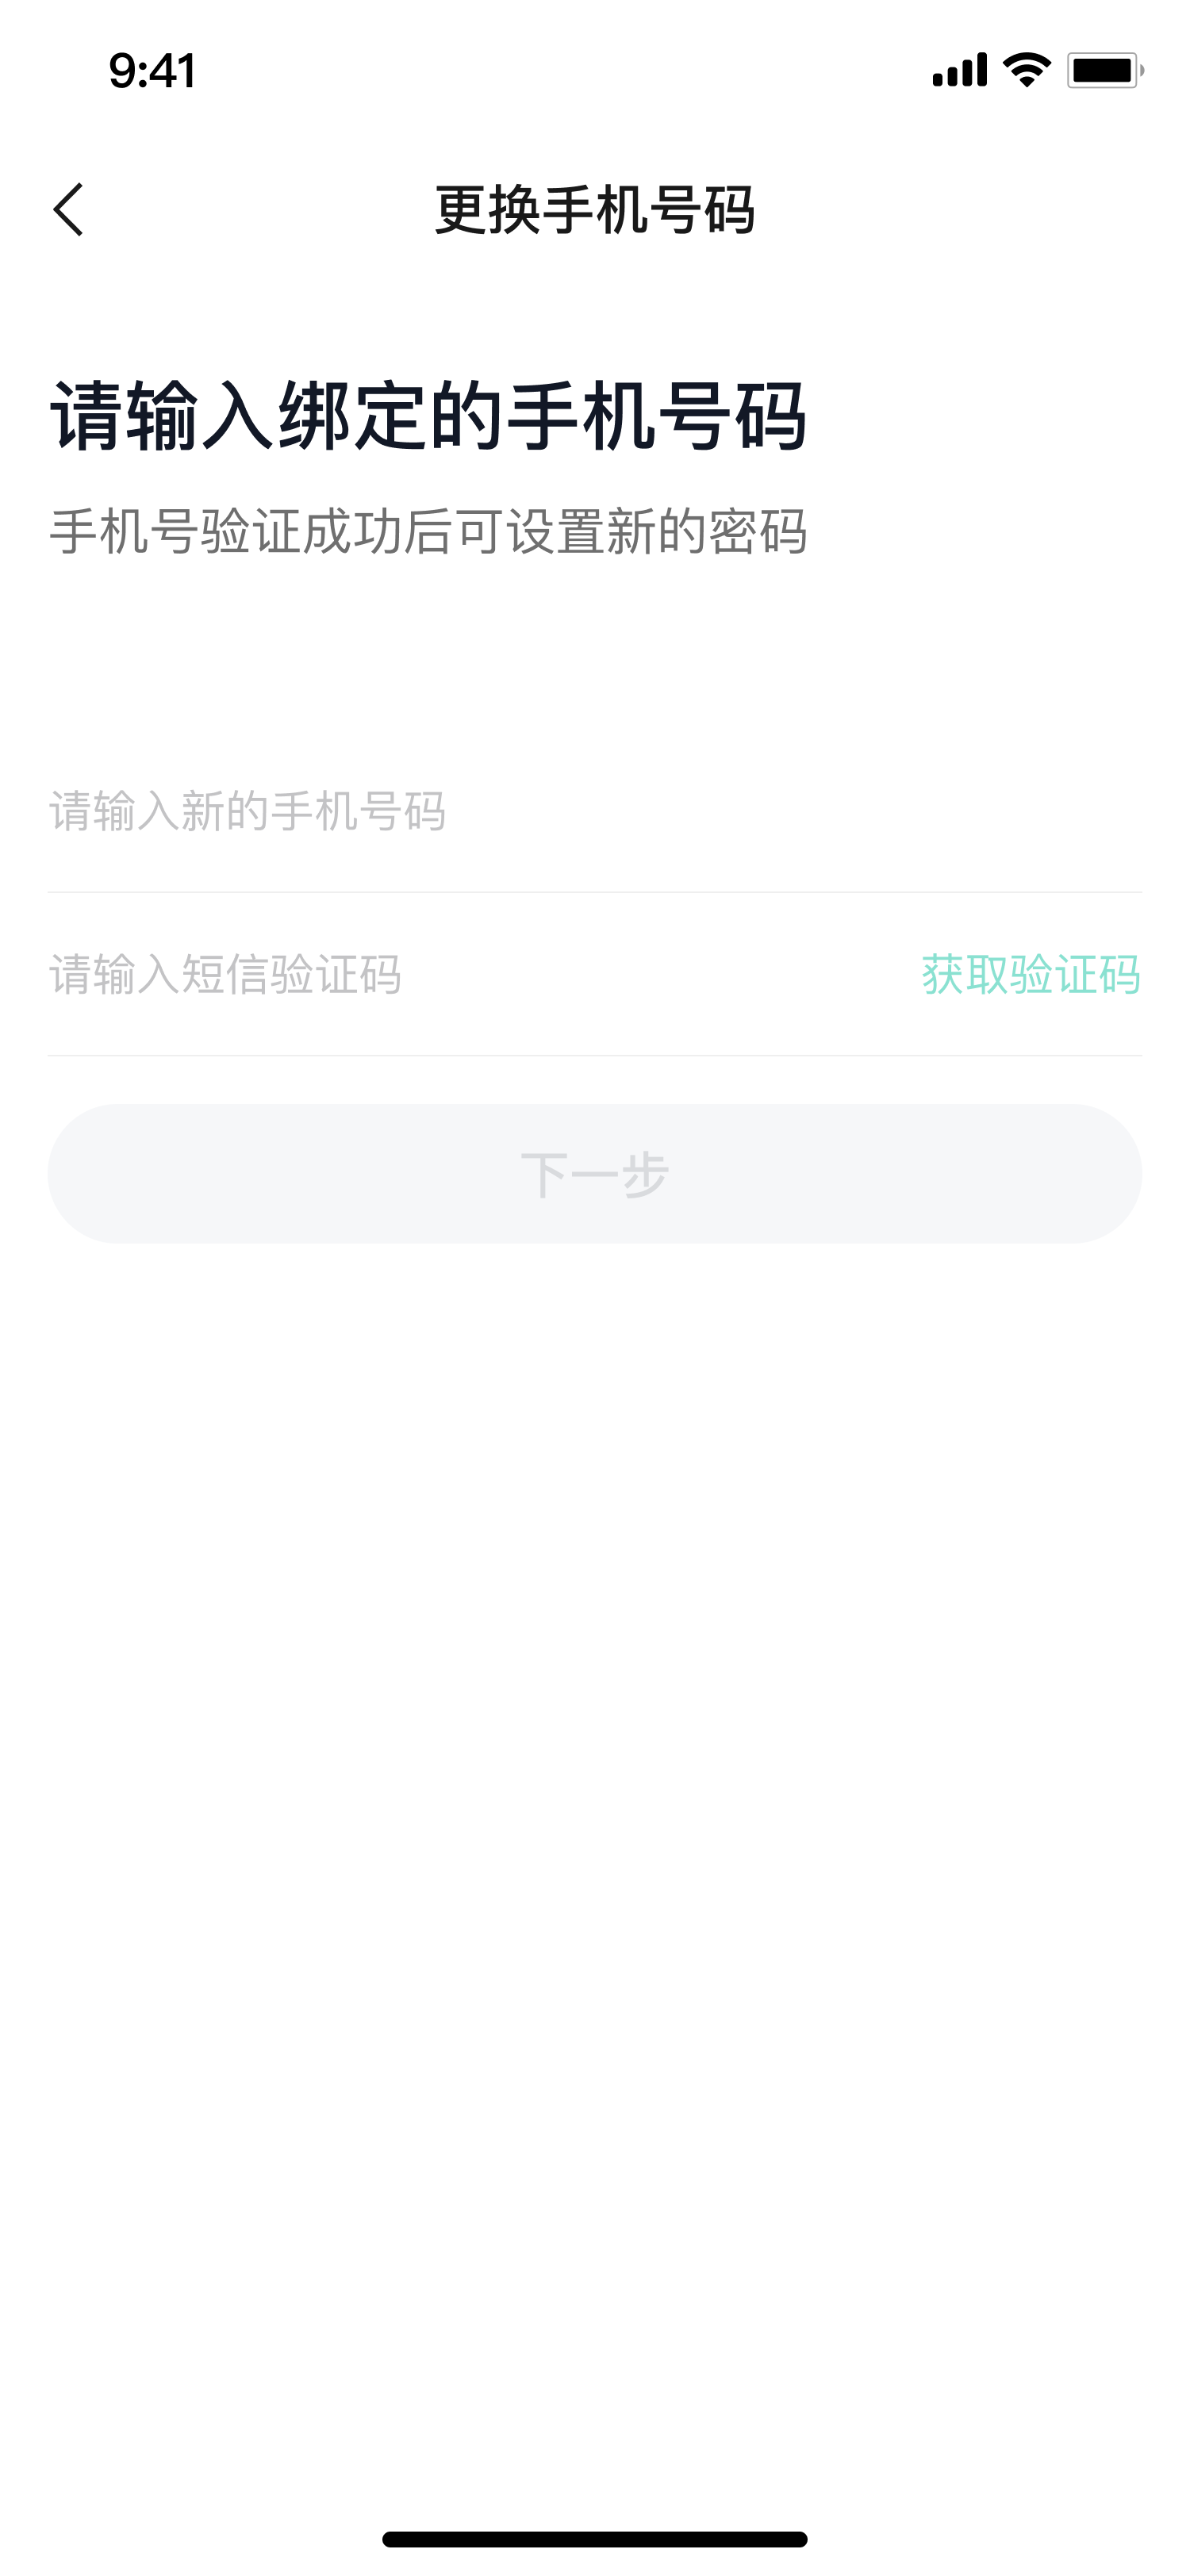 9:41
更换手机号码
请输入绑定的手机号码
手机号验证成功后可设置新的密码
请输入新的手机号码
请输入短信验证码 获取验证码
下一步